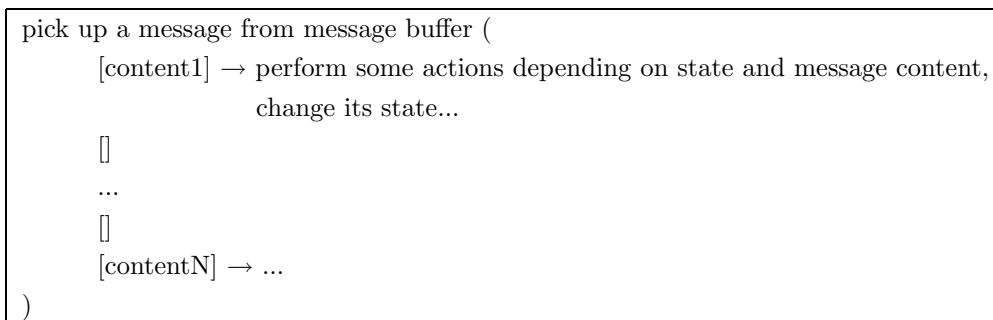 pick up a message from message buffer (
[content1] → perform some actions depending on state and message content,
change its state...
[]
...
[]
[contentN] → ...
)